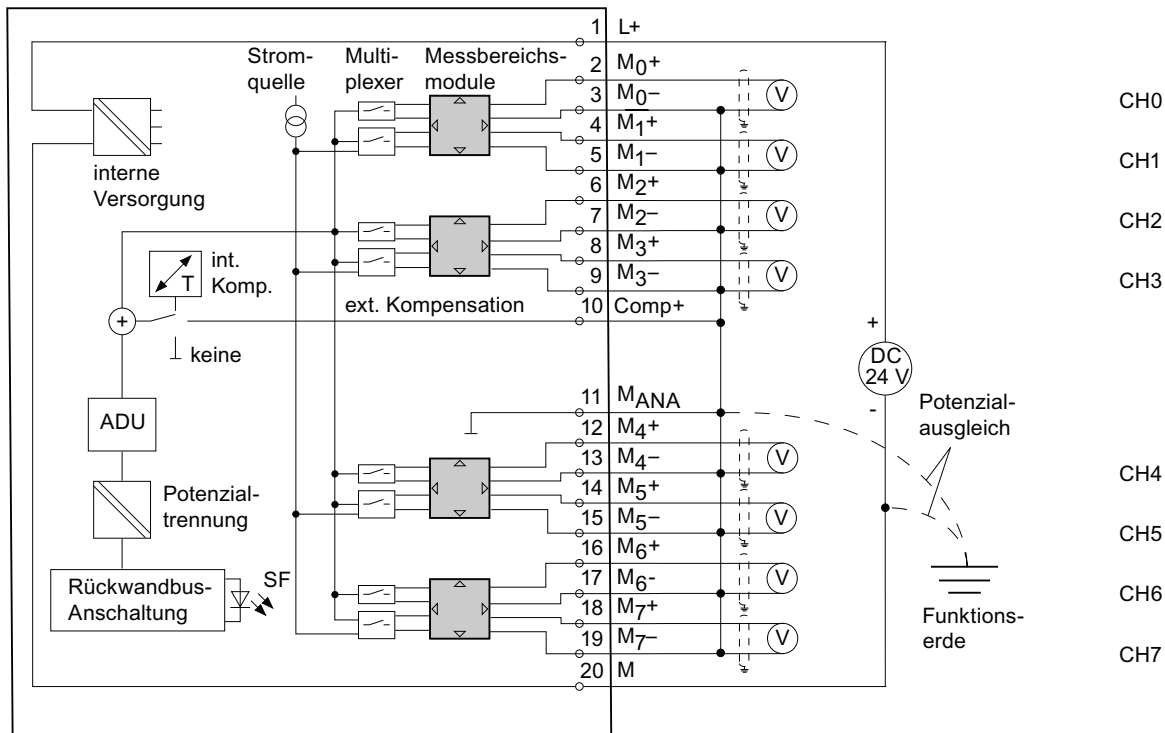 1 L+
Strom-
quelle
Multi-
plexer
Messbereichs-
module
2 M0+
3 M0–
4 M1+
5 M1–
6 M2+
7 M2–
8 M3+
9 M3–
10 Comp+
V
CH0
V
CH1
V
CH2
V
CH3
interne
Versorgung
T
int.
Komp.
ext. Kompensation
+
keine
+
DC
24 V
-
ADU
11 MANA
12 M4+
13 M4–
14 M5+
15 M5–
16 M6+
17 M6-
18 M7+
19 M7–
20 M
Potenzial-
ausgleich
V
CH4
V
CH5
V
CH6
V
CH7
Potenzial-
trennung
Rückwandbus-
Anschaltung
SF
Funktions-
erde